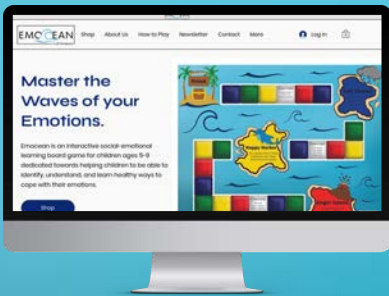 EMOCEAN
Shop About Us How to Play Newsletter Contact More Log In
Master the
Waves of your
Emotions.
Emocean is an interactive social-emotional
learning board game for children ages 5-9
dedicated towards helping children to be able to
identify, understand, and learn healthy ways to
cope with their emotions.
Shop
Happy Harbor